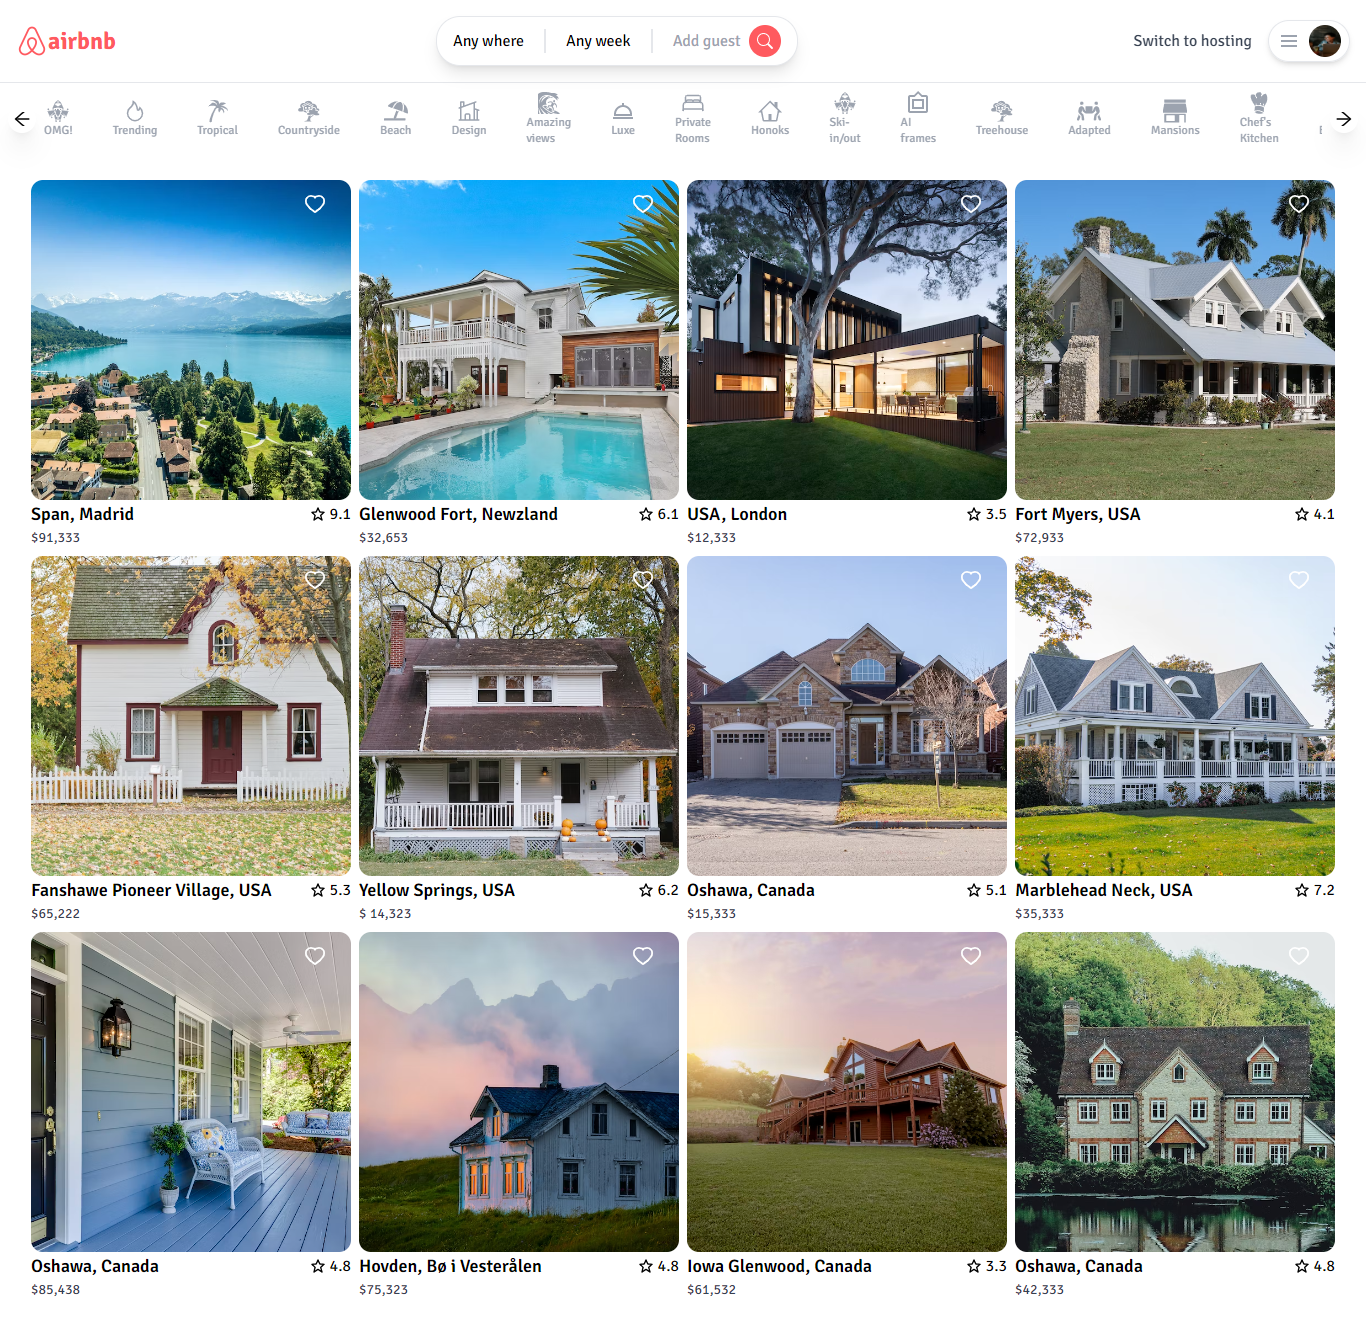 airbnb
Any where
Any week
Add guest
Switch to hosting
OMG!
Trending
Tropical
Countryside
Beach
Design
Amazing
views
Luxe
Private
Rooms
Honoks
Ski-
in/out
AI
frames
Treehouse
Adapted
Mansions
Chef's
Kitchen
Span, Madrid 9.1
$91,333
Glenwood Fort, Newzland 6.1
$32,653
USA, London 3.5
$12,333
Fort Myers, USA 4.1
$72,933
Fanshawe Pioneer Village, USA 5.3
$65,222
Yellow Springs, USA 6.2
$ 14,323
Oshawa, Canada 5.1
$15,333
Marblehead Neck, USA 7.2
$35,333
Oshawa, Canada 4.8
$85,438
Hovden, Bø i Vesterålen 4.8
$75,323
Iowa Glenwood, Canada 3.3
$61,532
Oshawa, Canada 4.8
$42,333